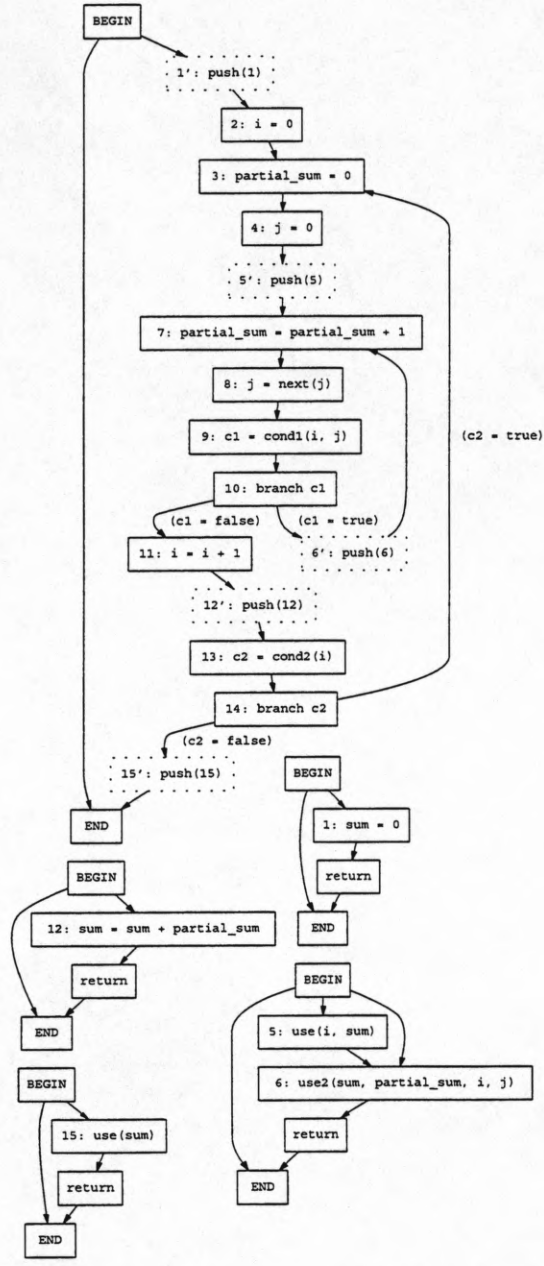 BEGIN
1': push(1)
2: i = 0
3: partial_sum = 0
4: j = 0
5': push(5)
7: partial_sum = partial_sum + 1
8: j = next(j)
9: c1 = cond1(i, j)
(c2 = true)
10: branch c1
(c1 = false)
(c1 = true)
11: i = i + 1
6': push(6)
12': push(12)
13: c2 = cond2(i)
14: branch c2
(c2 = false)
15': push(15)
END
BEGIN
1: sum = 0
return
END
BEGIN
12: sum = sum + partial_sum
return
END
BEGIN
5: use(i, sum)
6: use2(sum, partial_sum, i, j)
return
END
BEGIN
15: use(sum)
return
END